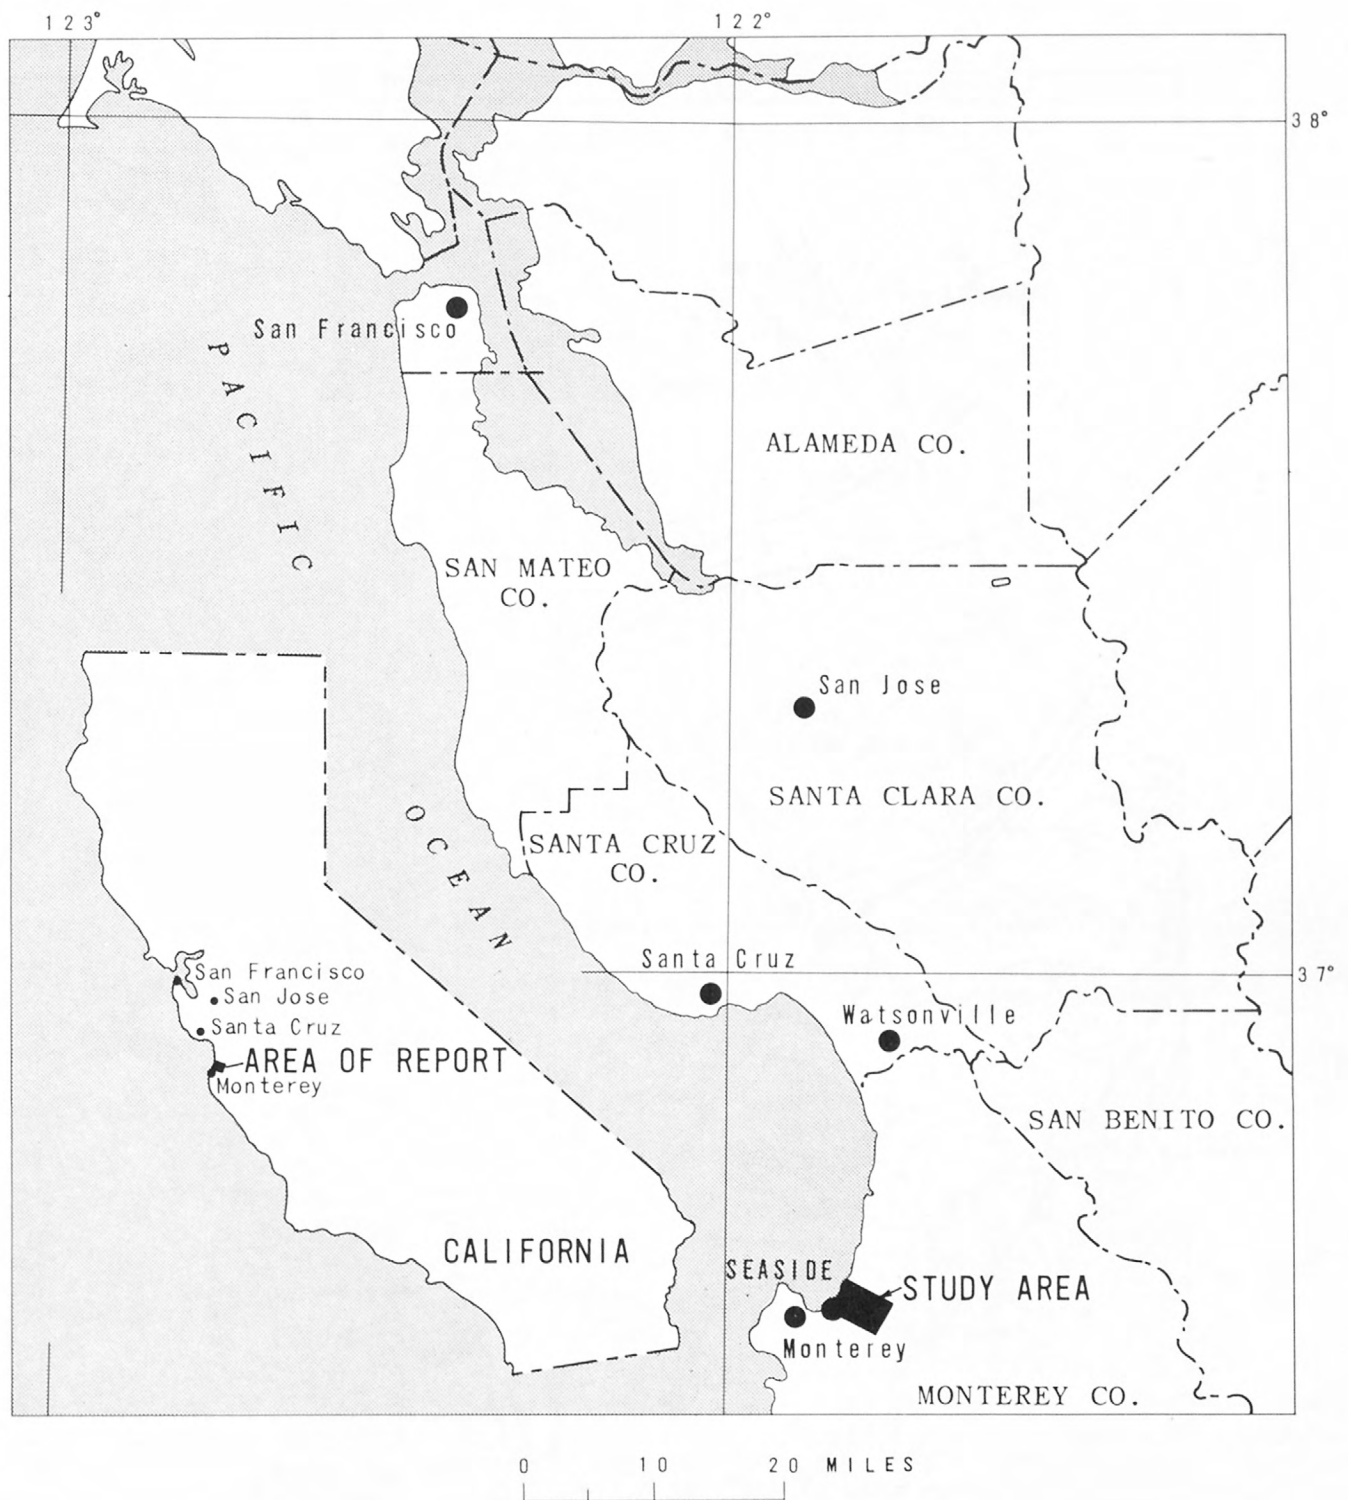 123°
122°
38°
San Francisco
PACIFIC
ALAMEDA CO.
SAN MATEO
CO.
San Jose
SANTA CLARA CO.
OCEAN
SANTA CRUZ
CO.
Santa Cruz
37°
San Francisco
San Jose
Santa Cruz
Watsonville
AREA OF REPORT
Monterey
SAN BENITO CO.
CALIFORNIA
SEASIDE
STUDY AREA
Monterey
MONTEREY CO.
0 10 20 MILES